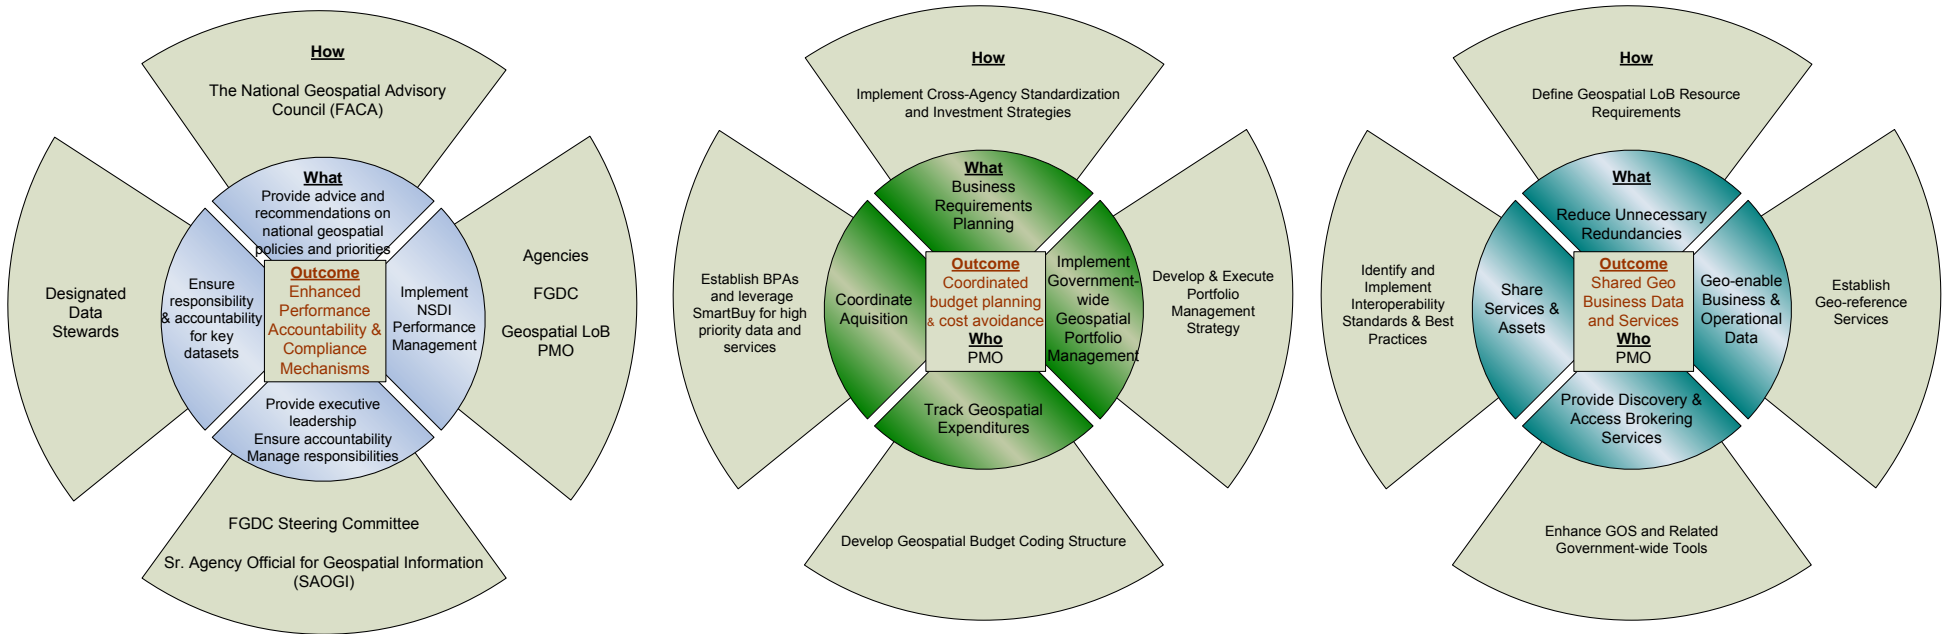 How
The National Geospatial Advisory
Council (FACA)
What
Provide advice and
recommendations on
national geospatial
policies and priorities
Designated
Data
Stewards
Ensure
responsibility
& accountability
for key
datasets
Outcome
Enhanced
Performance
Accountability &
Compliance
Mechanisms
Implement
NSDI
Performance
Management
Agencies
FGDC
Geospatial LoB
PMO
Provide executive
leadership
Ensure accountability
Manage responsibilities
FGDC Steering Committee
Sr. Agency Official for Geospatial Information
(SAOGI)
How
Implement Cross-Agency Standardization
and Investment Strategies
What
Business
Requirements
Planning
Establish BPAs
and leverage
SmartBuy for high
priority data and
services
Coordinate
Aquisition
Outcome
Coordinated
budget planning
& cost avoidance
Who
PMO
Implement
Government-
wide
Geospatial
Portfolio
Management
Develop & Execute
Portfolio
Management
Strategy
Track Geospatial
Expenditures
Develop Geospatial Budget Coding Structure
How
Define Geospatial LoB Resource
Requirements
What
Reduce Unnecessary
Redundancies
Identify and
Implement
Interoperability
Standards & Best
Practices
Share
Services &
Assets
Outcome
Shared Geo
Business Data
and Services
Who
PMO
Geo-enable
Business &
Operational
Data
Establish
Geo-reference
Services
Provide Discovery &
Access Brokering
Services
Enhance GOS and Related
Government-wide Tools